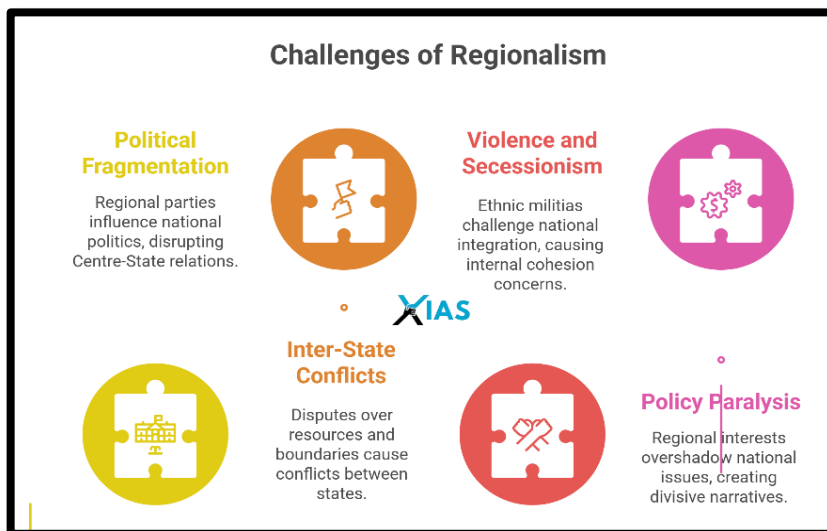 Challenges of Regionalism
Political
Fragmentation
Regional parties
influence national
politics, disrupting
Centre-State relations.
Violence and
Secessionism
Ethnic militias
challenge national
integration, causing
internal cohesion
concerns.
XIAS
Inter-State
Conflicts
Disputes over
resources and
boundaries cause
conflicts between
states.
Policy Paralysis
Regional interests
overshadow national
issues, creating
divisive narratives.